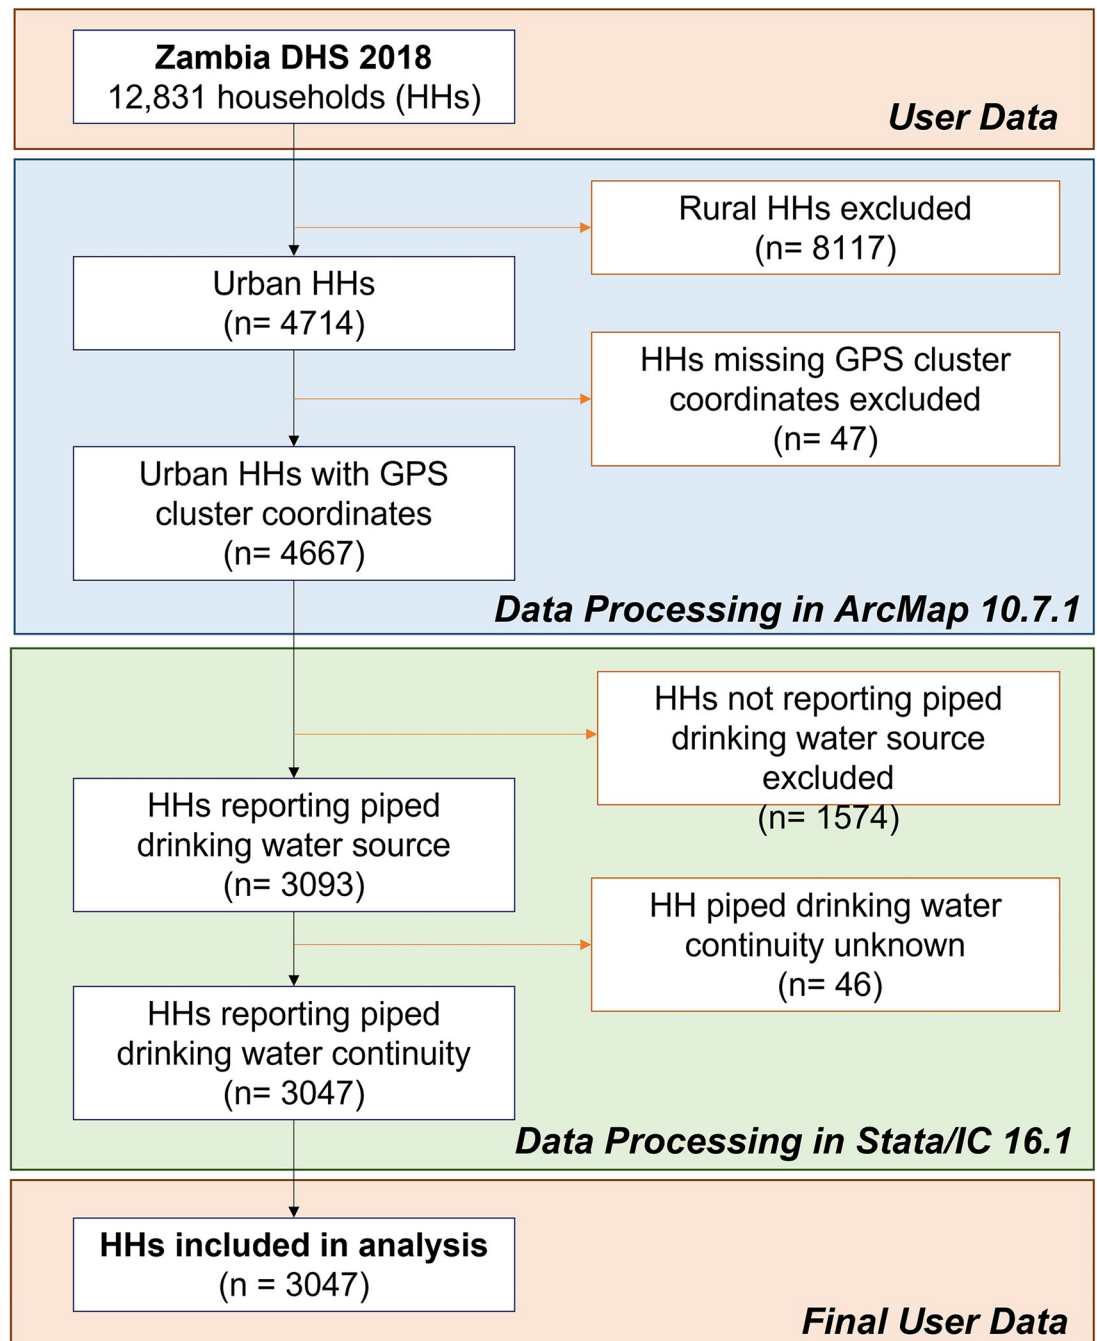 Zambia DHS 2018
12,831 households (HHs)
User Data
Rural HHs excluded
(n= 8117)
Urban HHs
(n= 4714)
HHs missing GPS cluster
coordinates excluded
(n= 47)
Urban HHs with GPS
cluster coordinates
(n= 4667)
Data Processing in ArcMap 10.7.1
HHs not reporting piped
drinking water source
excluded
(n= 1574)
HHs reporting piped
drinking water source
(n= 3093)
HH piped drinking water
continuity unknown
(n= 46)
HHs reporting piped
drinking water continuity
(n= 3047)
Data Processing in Stata/IC 16.1
HHs included in analysis
(n = 3047)
Final User Data